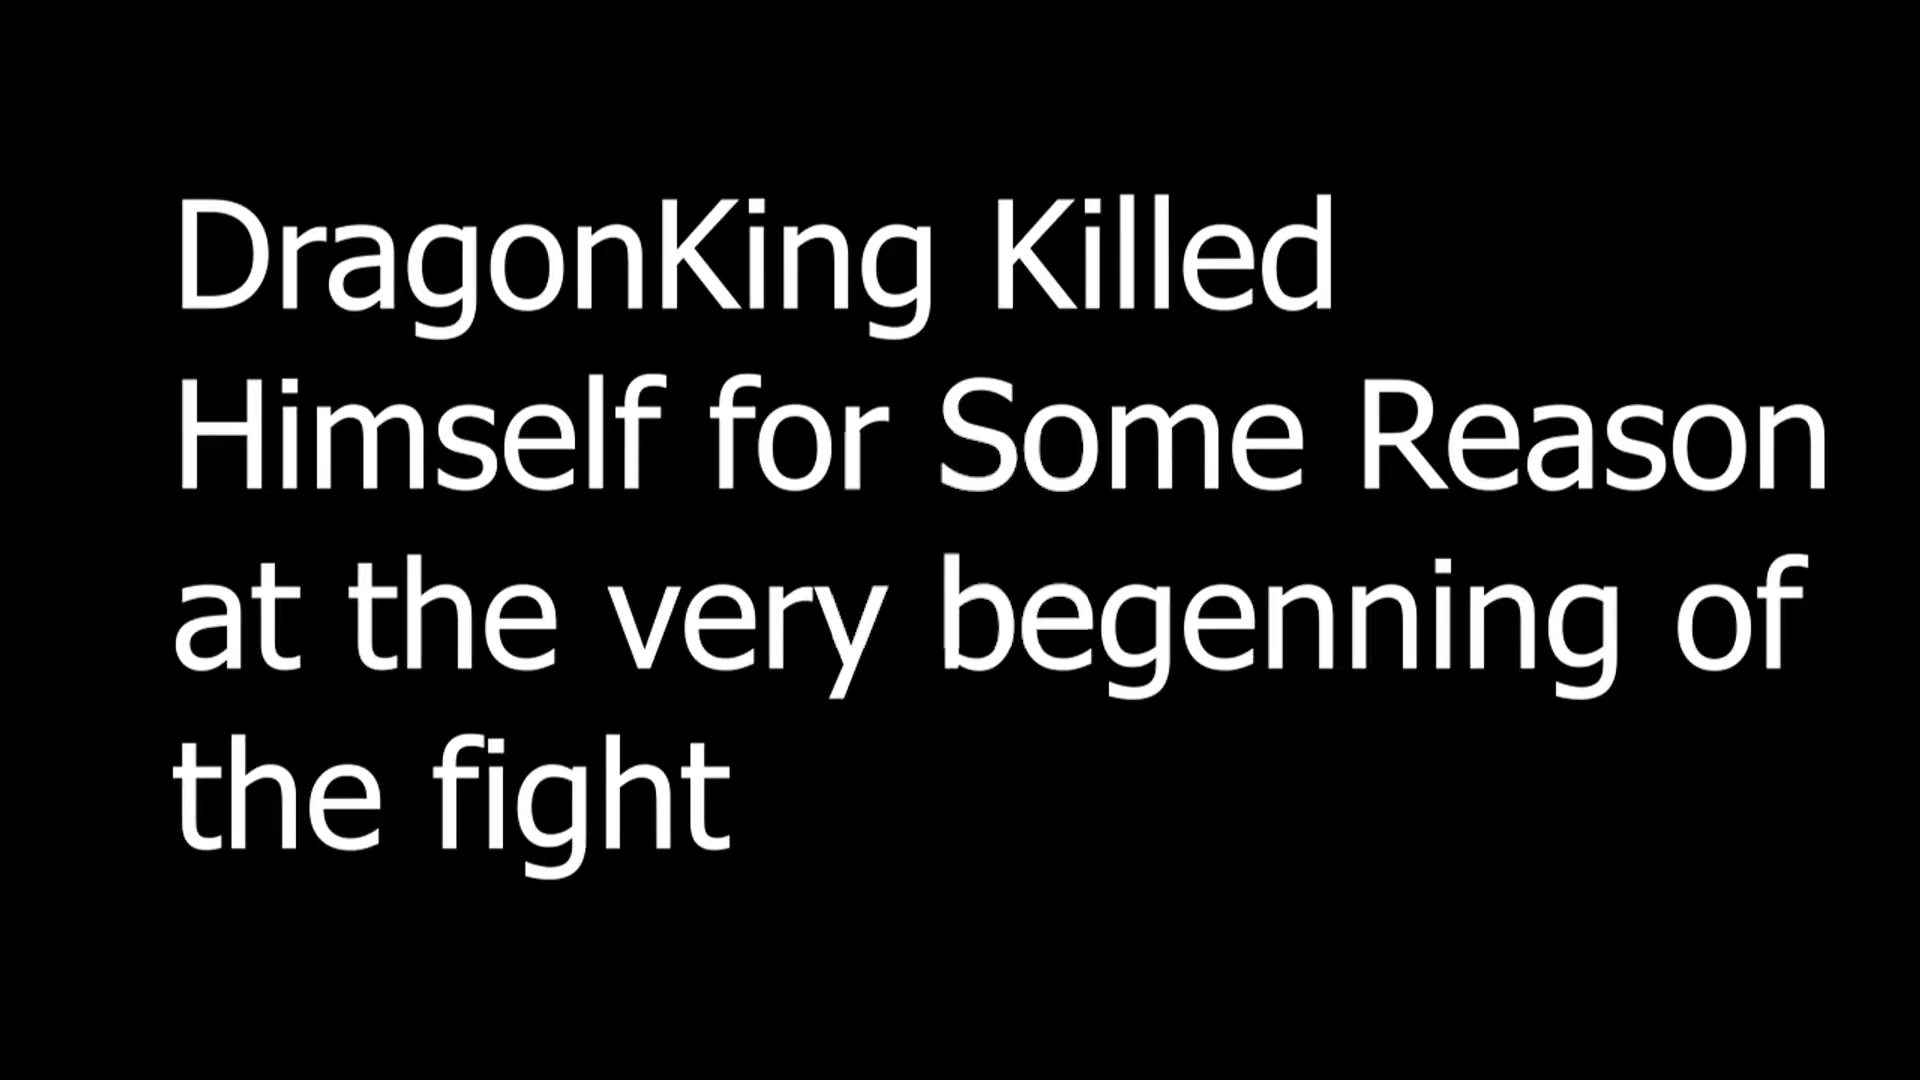 DragonKing Killed
Himself for Some Reason
at the very begenning of
the fight